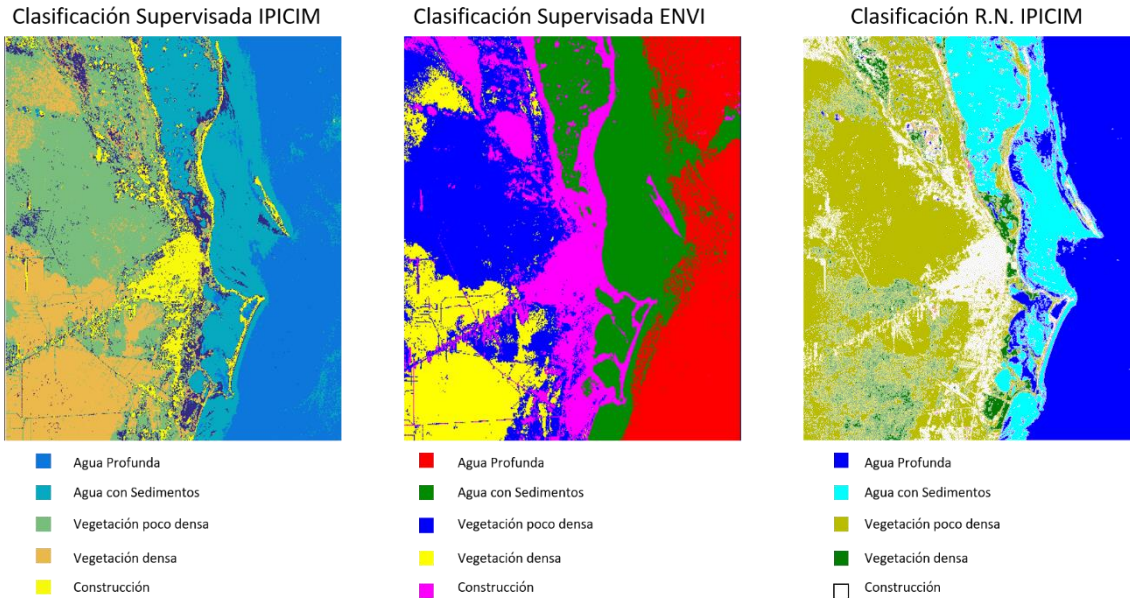 Clasificación Supervisada IPICIM
Clasificación Supervisada ENVI
Clasificación R.N. IPICIM
Agua Profunda
Agua con Sedimentos
Vegetación poco densa
Vegetación densa
Construcción
Agua Profunda
Agua con Sedimentos
Vegetación poco densa
Vegetación densa
Construcción
Agua Profunda
Agua con Sedimentos
Vegetación poco densa
Vegetación densa
Construcción